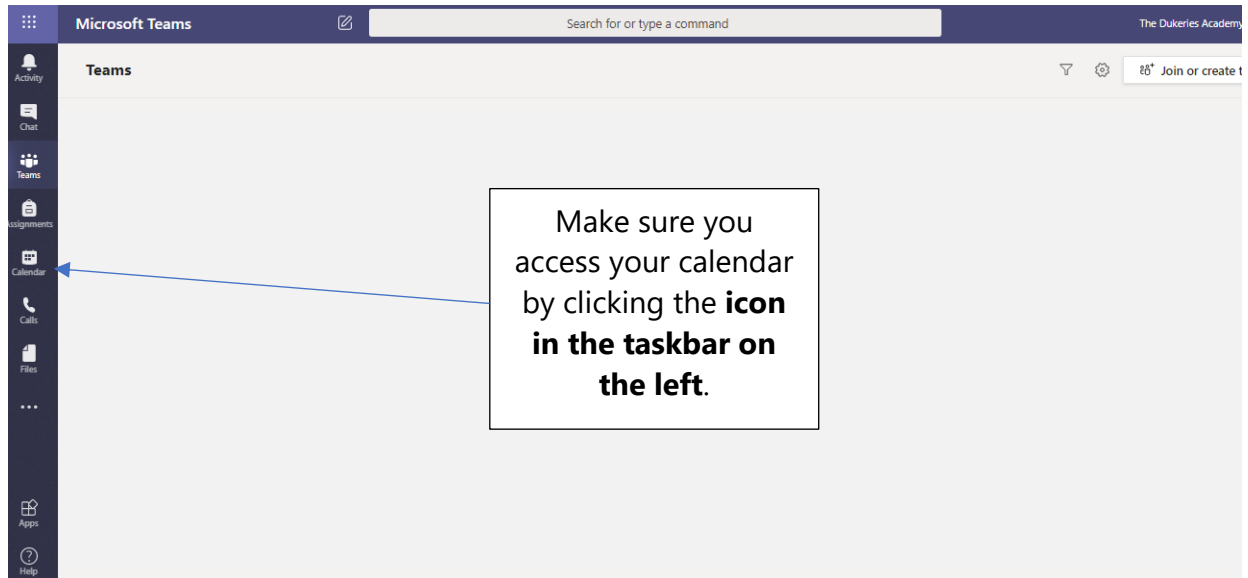 Microsoft Teams
Search for or type a command
The Dukeries Academy
Activity
Teams
Join or create t
Chat
Teams
ssignments
Calendar
Calls
Files
Make sure you
access your calendar
by clicking the icon
in the taskbar on
the left.
Apps
Help